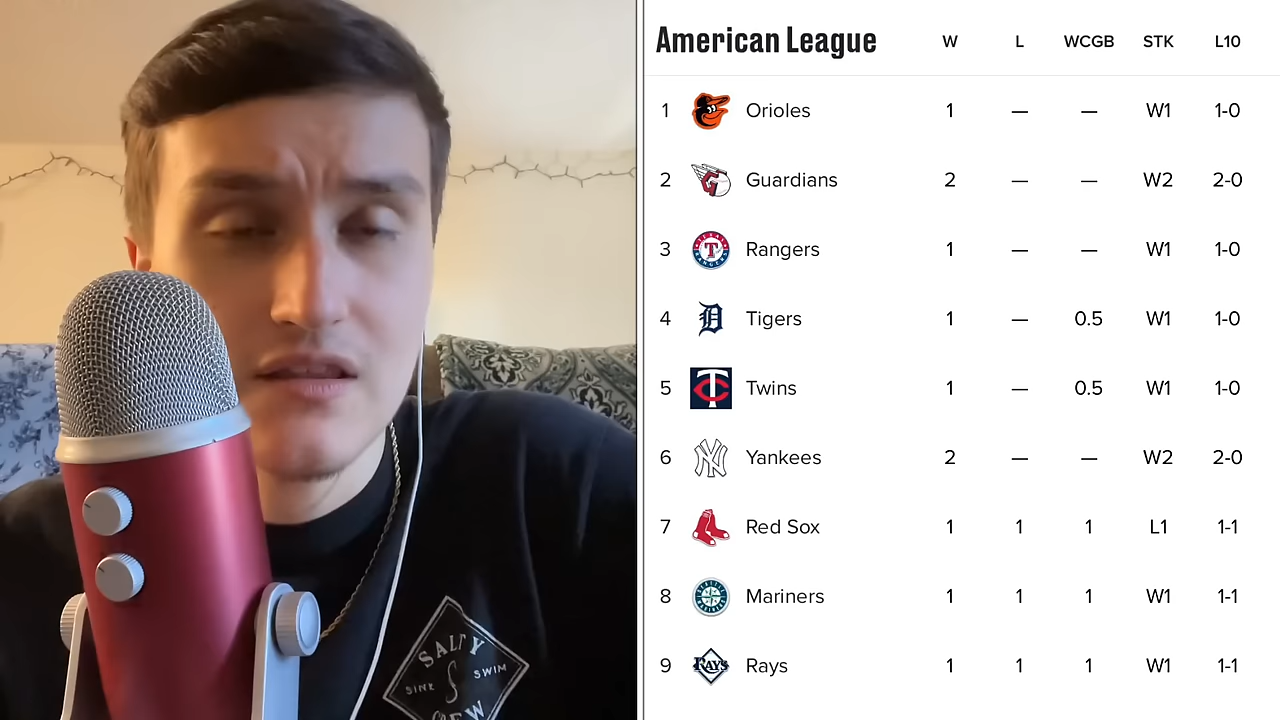 American League W L WCGB STK L10
1 Orioles 1 — — W1 1-0
2 Guardians 2 — — W2 2-0
3 Rangers 1 — — W1 1-0
4 Tigers 1 — 0.5 W1 1-0
5 Twins 1 — 0.5 W1 1-0
6 Yankees 2 — — W2 2-0
7 Red Sox 1 1 1 L1 1-1
8 Mariners 1 1 1 W1 1-1
9 RAYS Rays 1 1 1 W1 1-1
SALTY
SINK SWIM